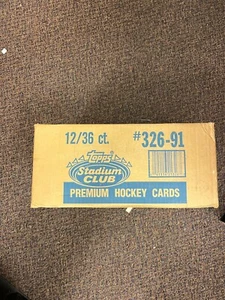 12/36 ct. #326-91
Topps
Stadium
CLUB
PREMIUM HOCKEY CARDS